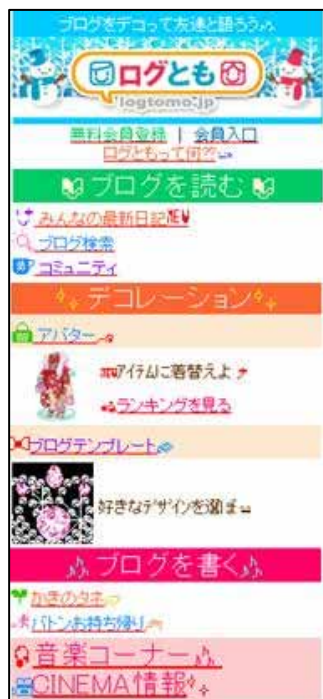 ブログをデコって友達と語ろう♪
ログとも
logtomo.jp
無料会員登録 | 会員入口
ログともって何??
ブログを読む
みんなの最新日記NEW
ブログ検索
コミュニティ
デコレーション
アバター
アイテムに着替えよ
ランキングを見る
ブログテンプレート
好きなデザインを選ぼ
ブログを書く
かきのタネ
バトンお持ち帰り
音楽コーナー
CINEMA情報